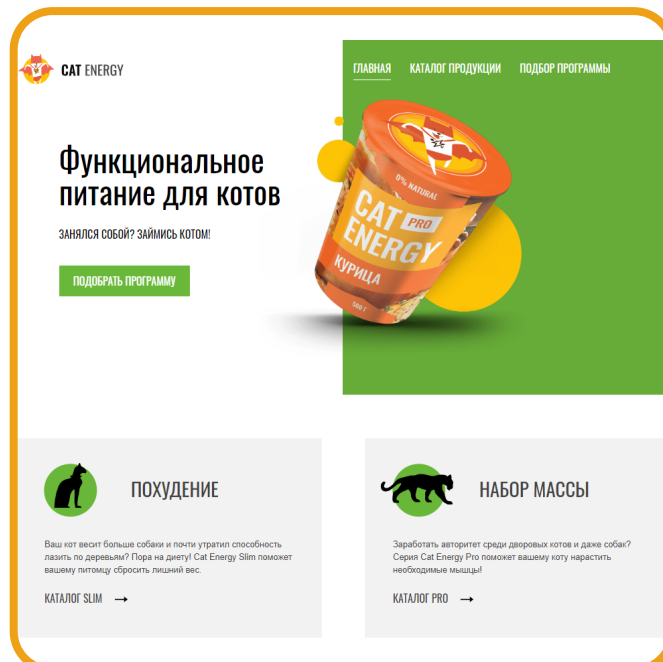 CAT ENERGY
ГЛАВНАЯ КАТАЛОГ ПРОДУКЦИИ ПОДБОР ПРОГРАММЫ
Функциональное
питание для котов
ЗАНЯЛСЯ СОБОЙ? ЗАЙМИСЬ КОТОМ!
ПОДОБРАТЬ ПРОГРАММУ
0% NATURAL
CAT PRO
ENERGY
КУРИЦА
500 Г
ПОХУДЕНИЕ
Ваш кот весит больше собаки и почти утратил способность
лазить по деревьям? Пора на диету! Cat Energy Slim поможет
вашему питомцу сбросить лишний вес.
КАТАЛОГ SLIM
НАБОР МАССЫ
Заработать авторитет среди дворовых котов и даже собак?
Серия Cat Energy Pro поможет вашему коту нарастить
необходимые мышцы!
КАТАЛОГ PRO